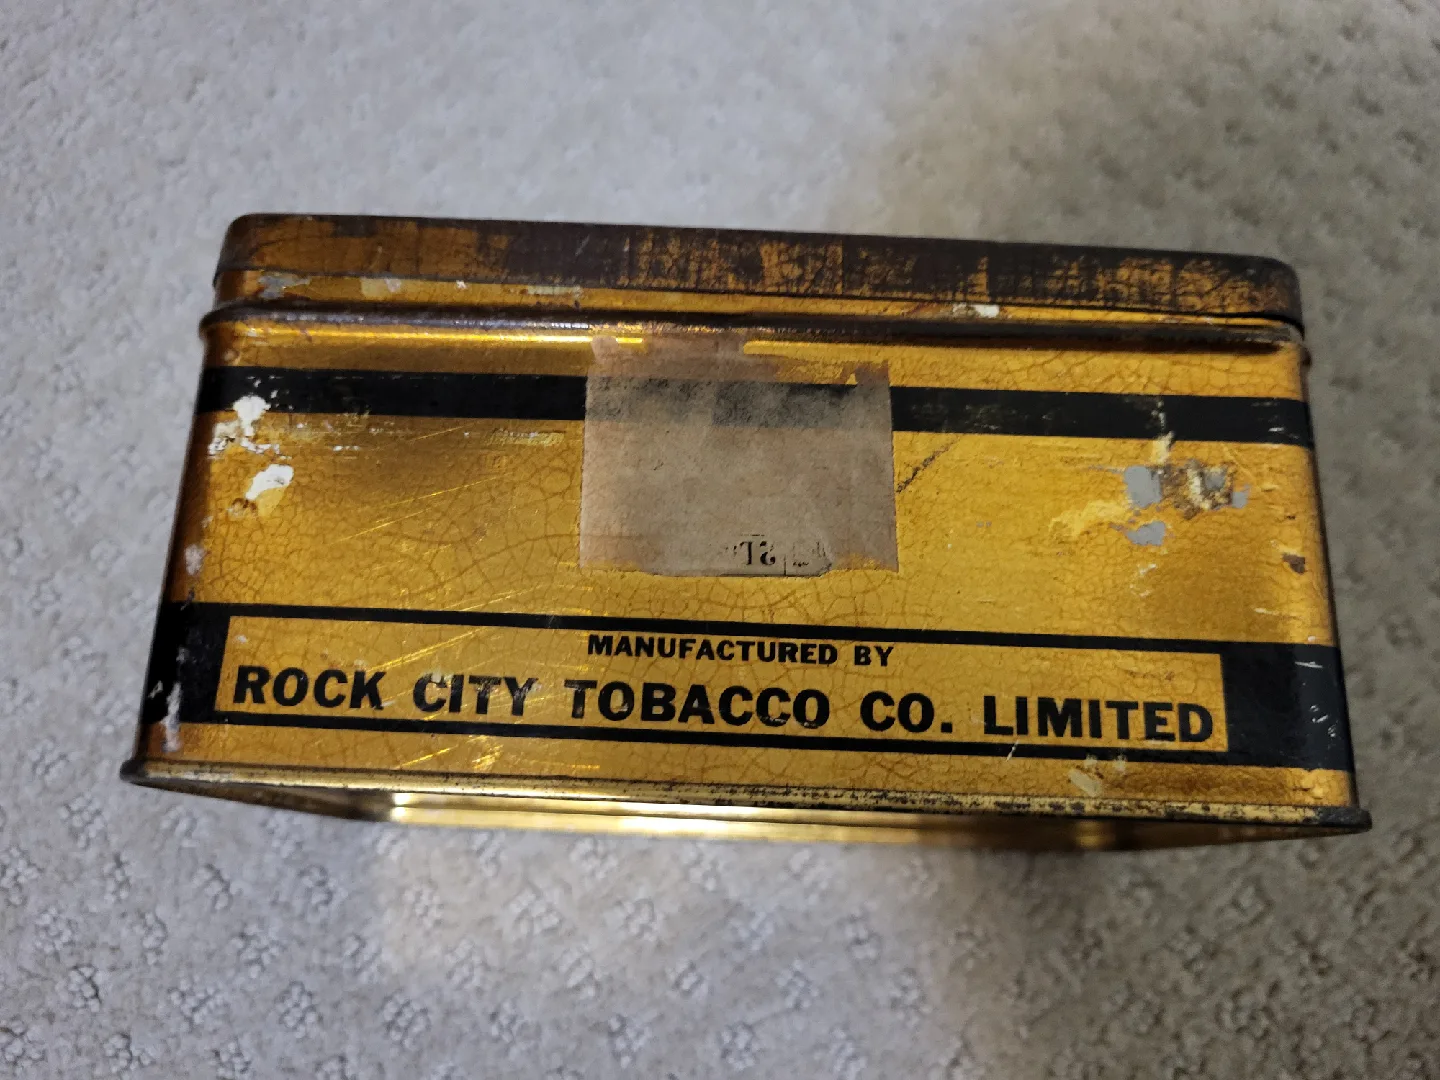 MANUFACTURED BY
ROCK CITY TOBACCO CO. LIMITED